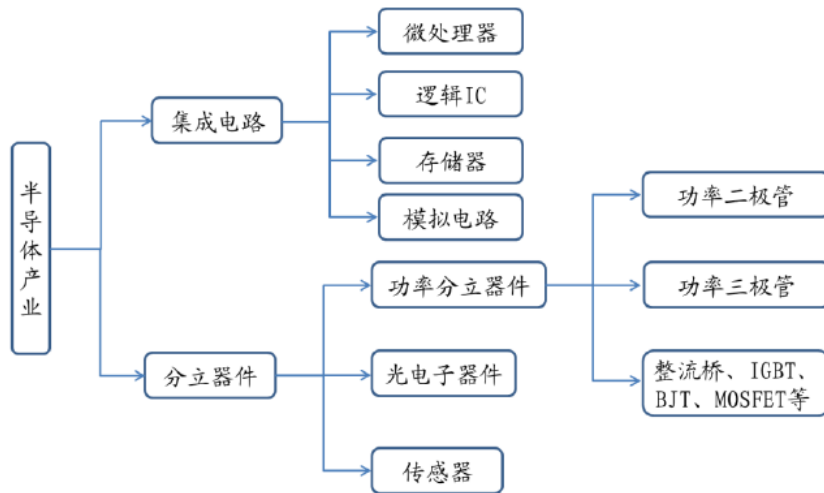 微处理器
逻辑IC
集成电路
存储器
模拟电路
半导体产业
功率二极管
功率分立器件
功率三极管
分立器件
光电子器件
整流桥、IGBT、
BJT、MOSFET等
传感器